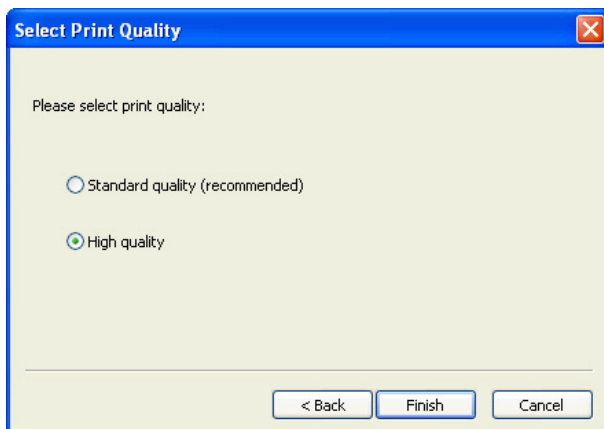 Select Print Quality
Please select print quality:
Standard quality (recommended)
High quality
< Back Finish Cancel